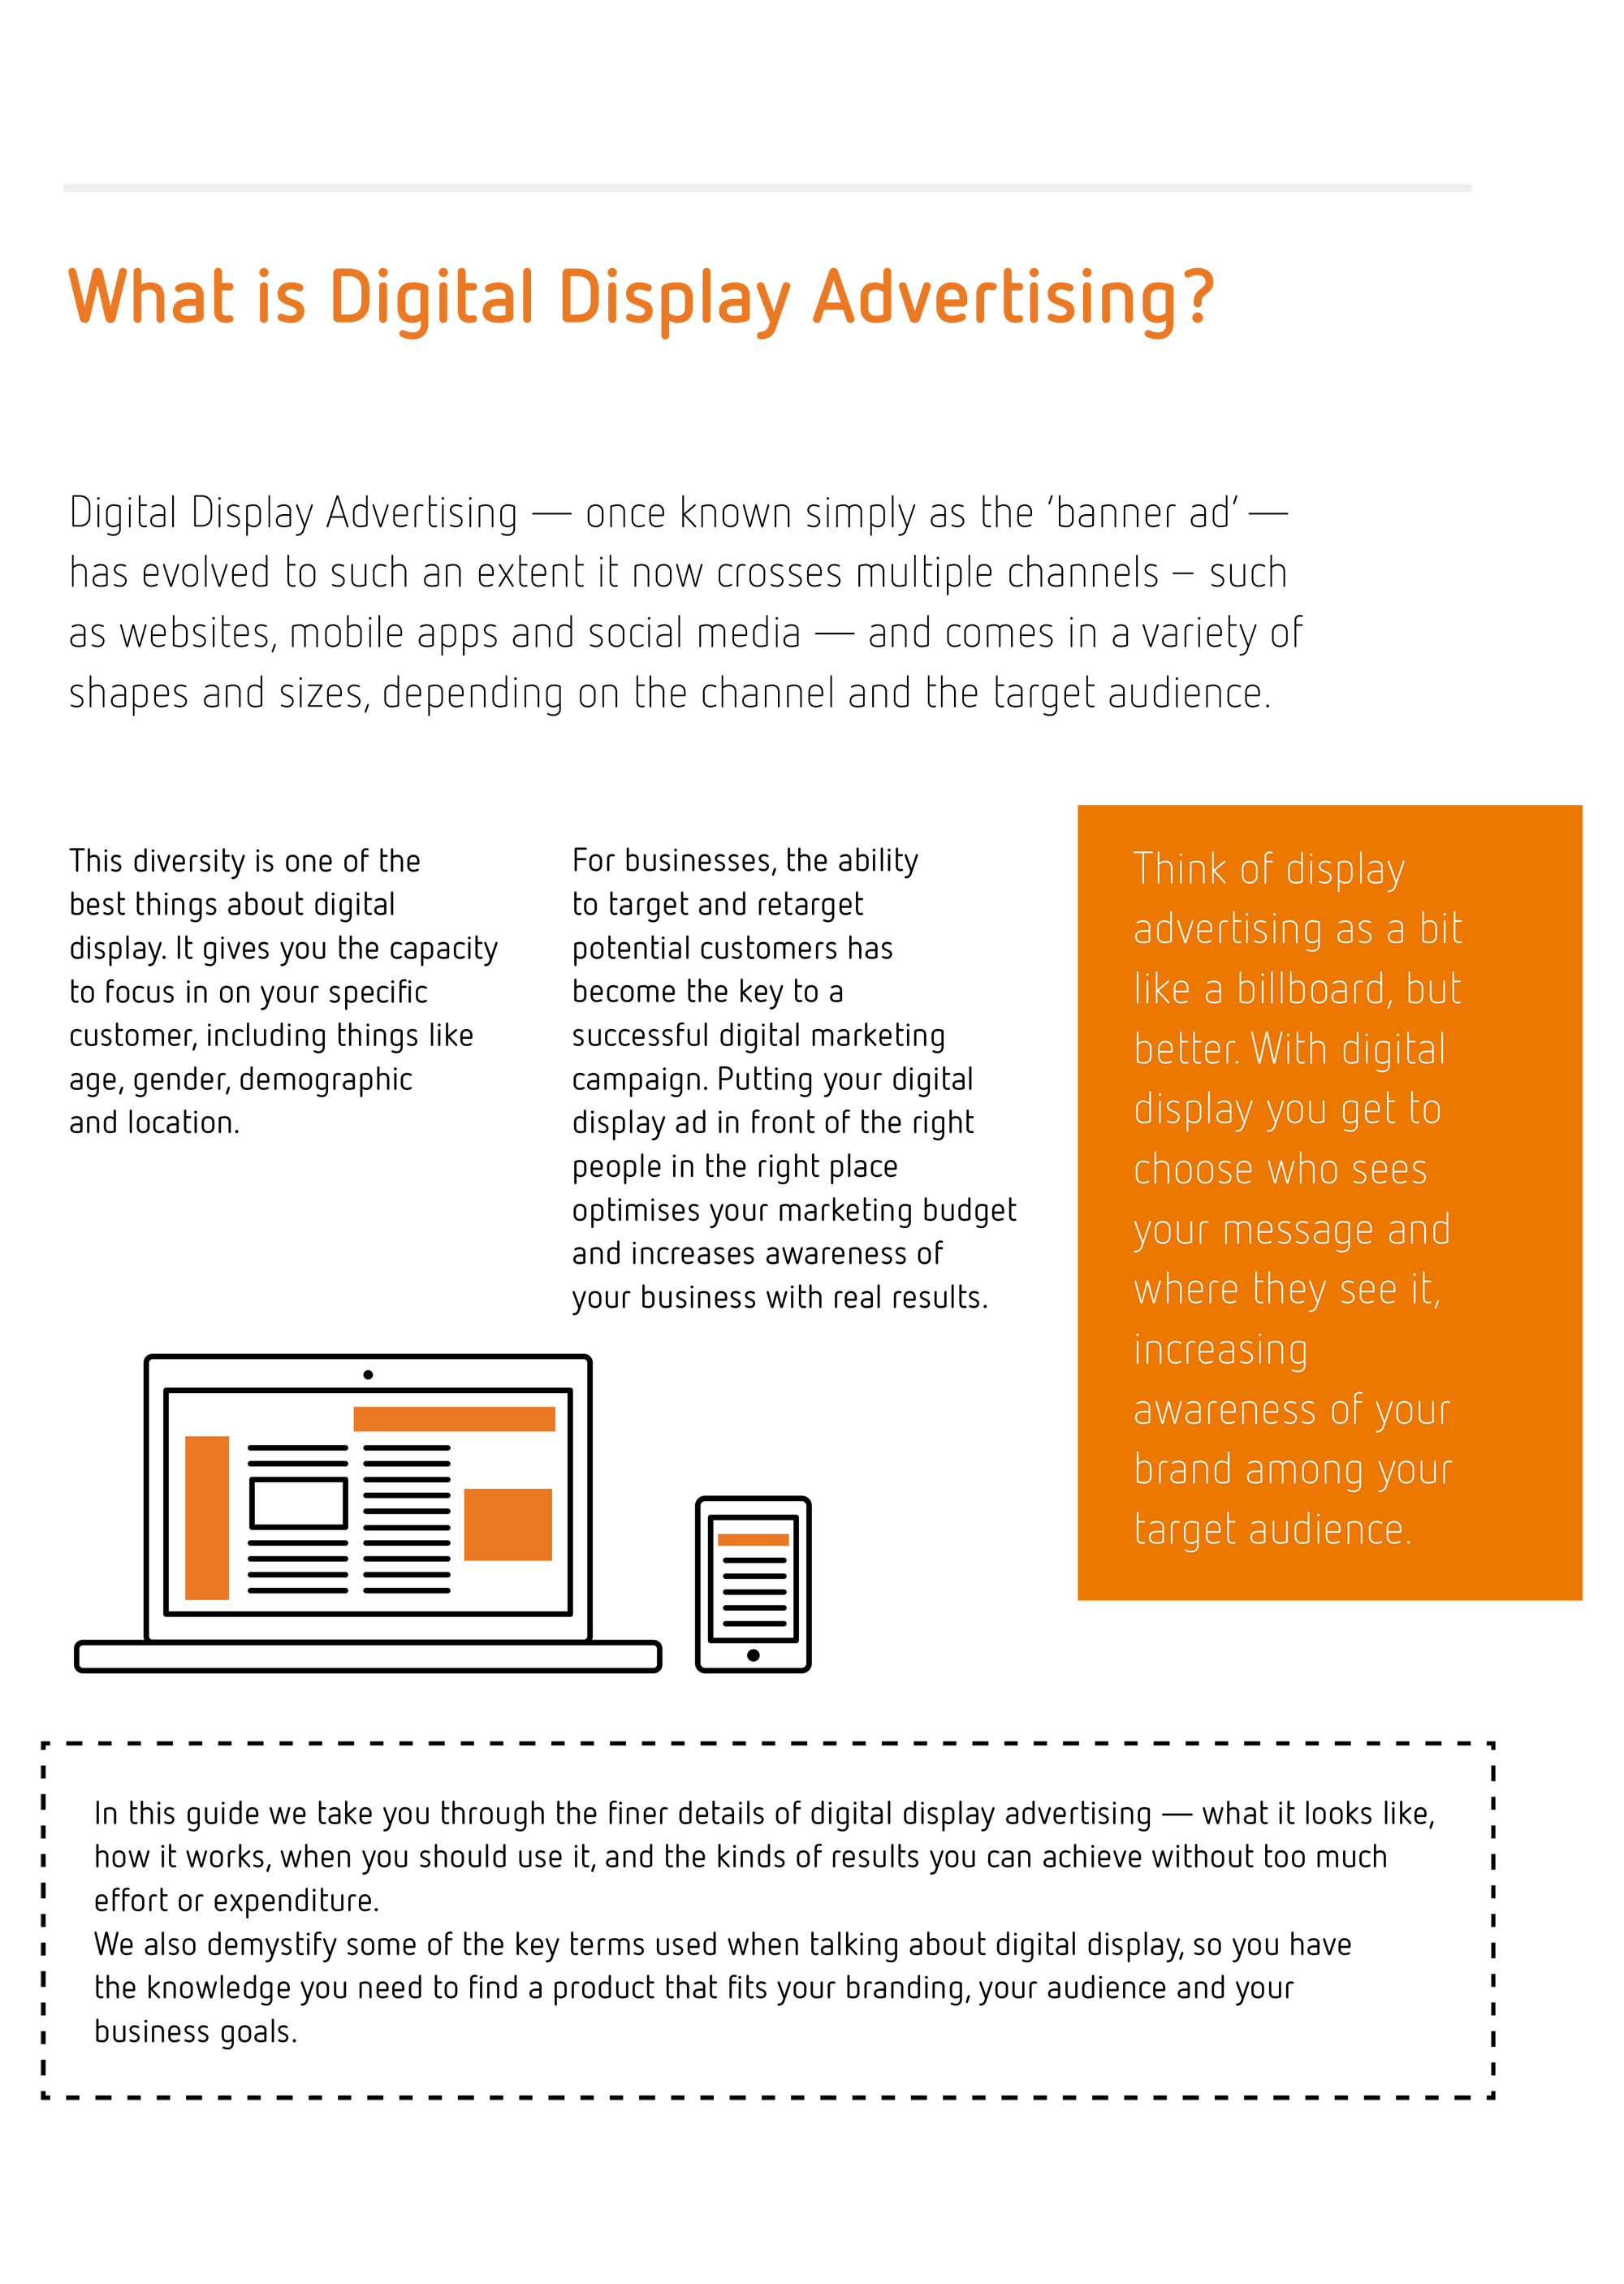 What is Digital Display Advertising?
Digital Display Advertising — once known simply as the ‘banner ad’ —
has evolved to such an extent it now crosses multiple channels – such
as websites, mobile apps and social media — and comes in a variety of
shapes and sizes, depending on the channel and the target audience.
This diversity is one of the
best things about digital
display. It gives you the capacity
to focus in on your specific
customer, including things like
age, gender, demographic
and location.
For businesses, the ability
to target and retarget
potential customers has
become the key to a
successful digital marketing
campaign. Putting your digital
display ad in front of the right
people in the right place
optimises your marketing budget
and increases awareness of
your business with real results.
Think of display
advertising as a bit
like a billboard, but
better. With digital
display you get to
choose who sees
your message and
where they see it,
increasing
awareness of your
brand among your
target audience.
In this guide we take you through the finer details of digital display advertising — what it looks like,
how it works, when you should use it, and the kinds of results you can achieve without too much
effort or expenditure.
We also demystify some of the key terms used when talking about digital display, so you have
the knowledge you need to find a product that fits your branding, your audience and your
business goals.